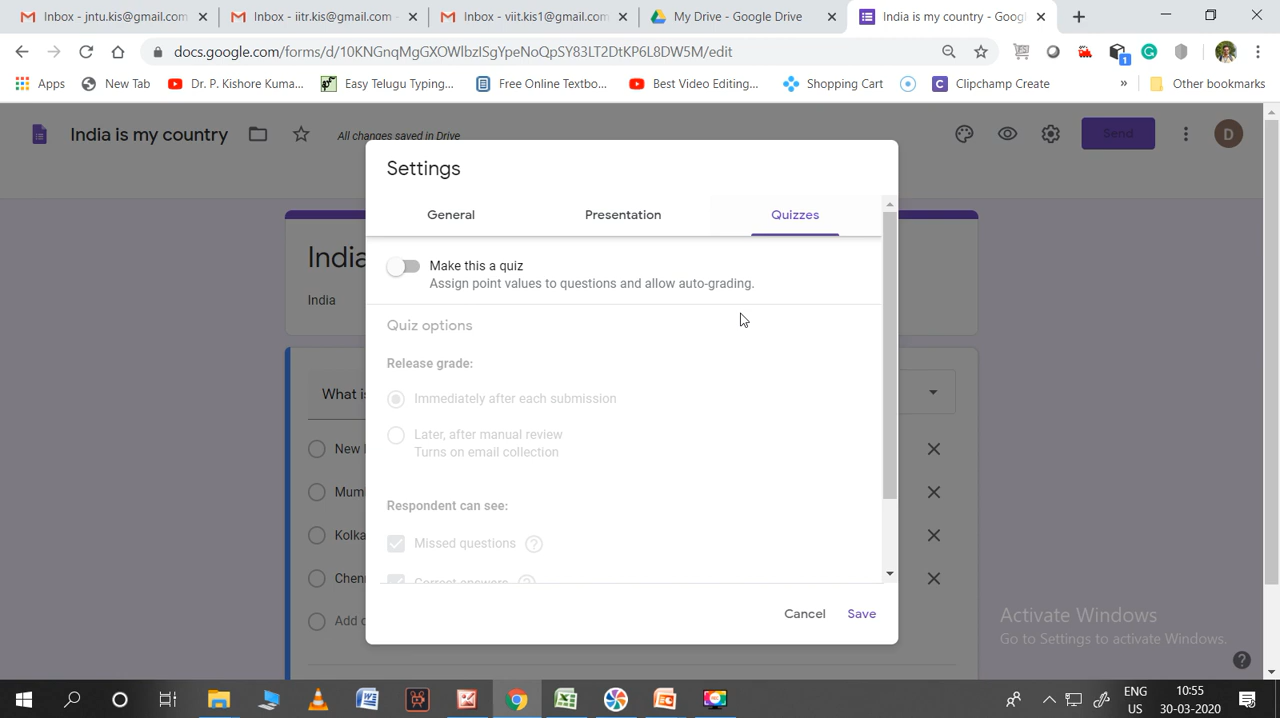 Inbox - jntu.kis@gmail.com
Inbox - iitr.kis@gmail.com -
Inbox - viit.kis1@gmail.com
My Drive - Google Drive
India is my country - Goog
docs.google.com/forms/d/10KNGnqMgGXOWlbzISgYpeNoQpSY83LT2DtKP6L8DW5M/edit
1
Apps
New Tab
Dr. P. Kishore Kuma...
Easy Telugu Typing...
Free Online Textbo...
Best Video Editing...
Shopping Cart
Clipchamp Create
»
Other bookmarks
India is my country
All changes saved in Drive
Send
D
Settings
General
Presentation
Quizzes
Make this a quiz
Assign point values to questions and allow auto-grading.
Quiz options
Release grade:
Immediately after each submission
Later, after manual review
Turns on email collection
Respondent can see:
Missed questions
Correct answers
Cancel
Save
India
India
What is
New
Mum
Kolka
Chen
Add
Activate Windows
Go to Settings to activate Windows.
ENG
US
10:55
30-03-2020